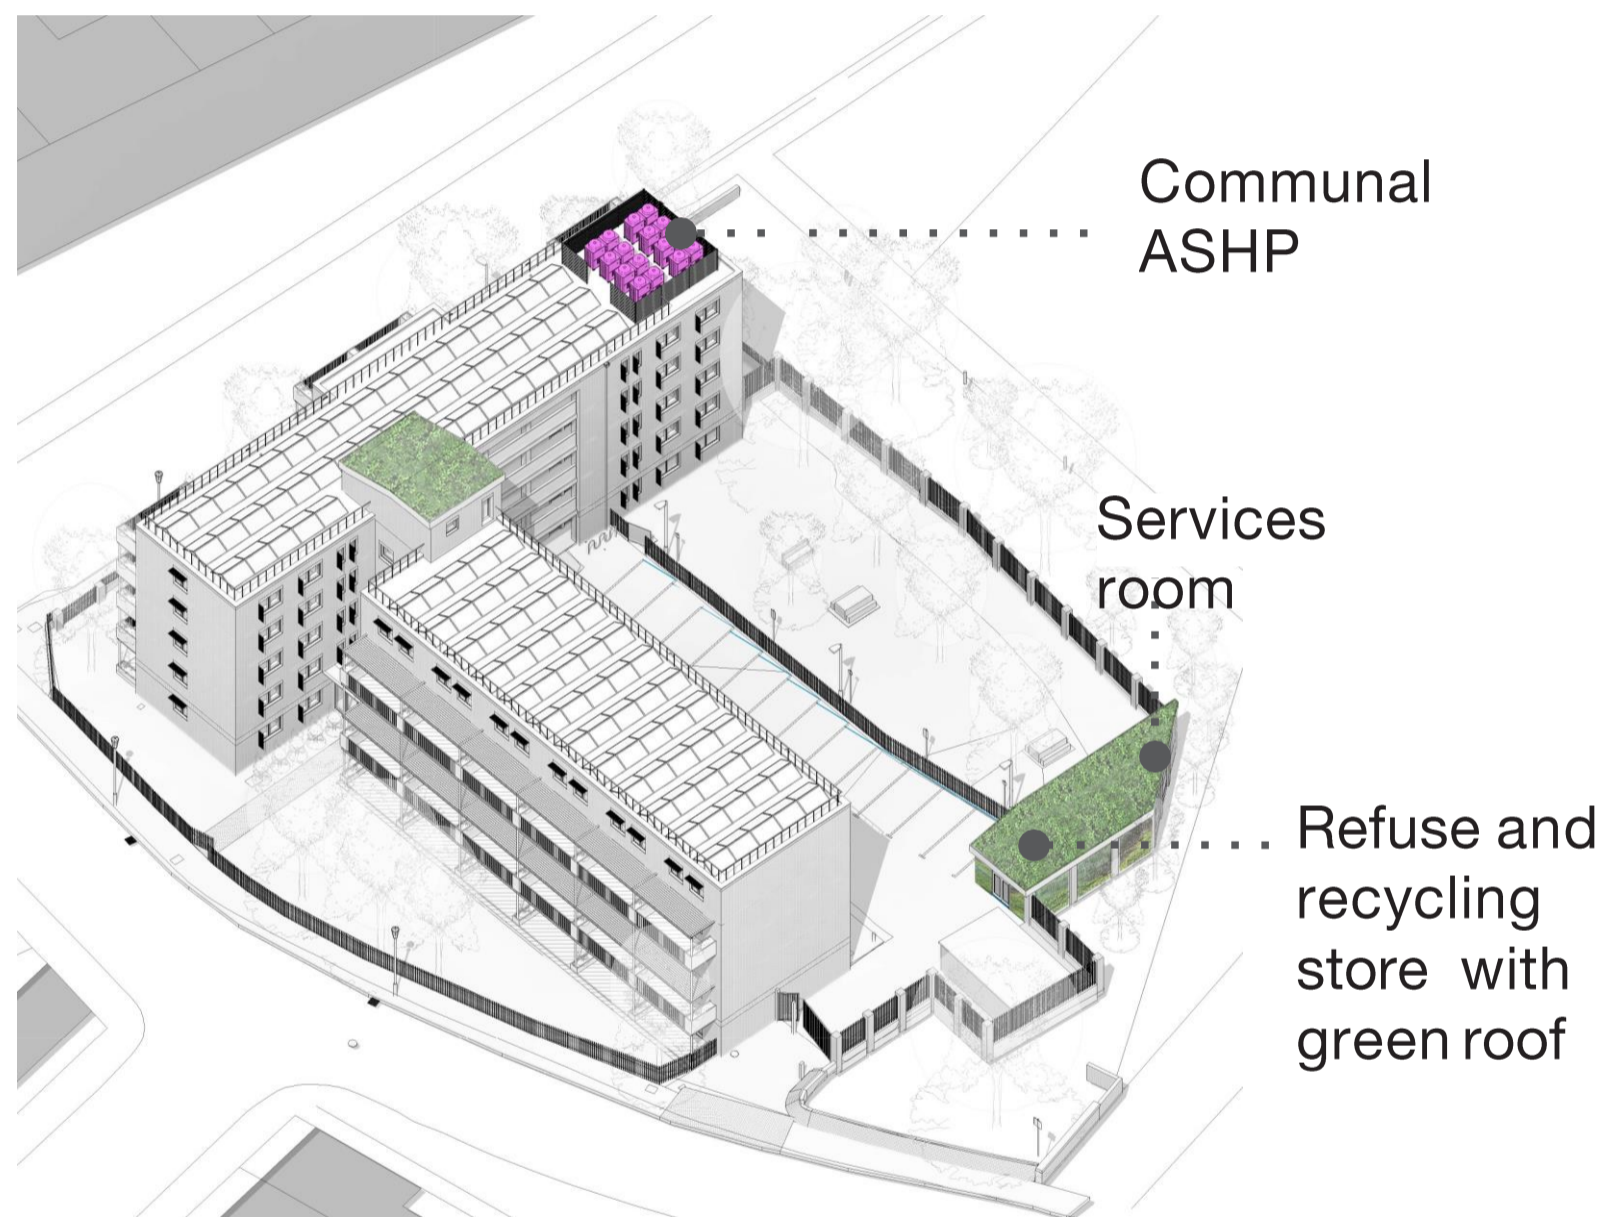 Communal
ASHP
Services
room
Refuse and
recycling
store with
green roof